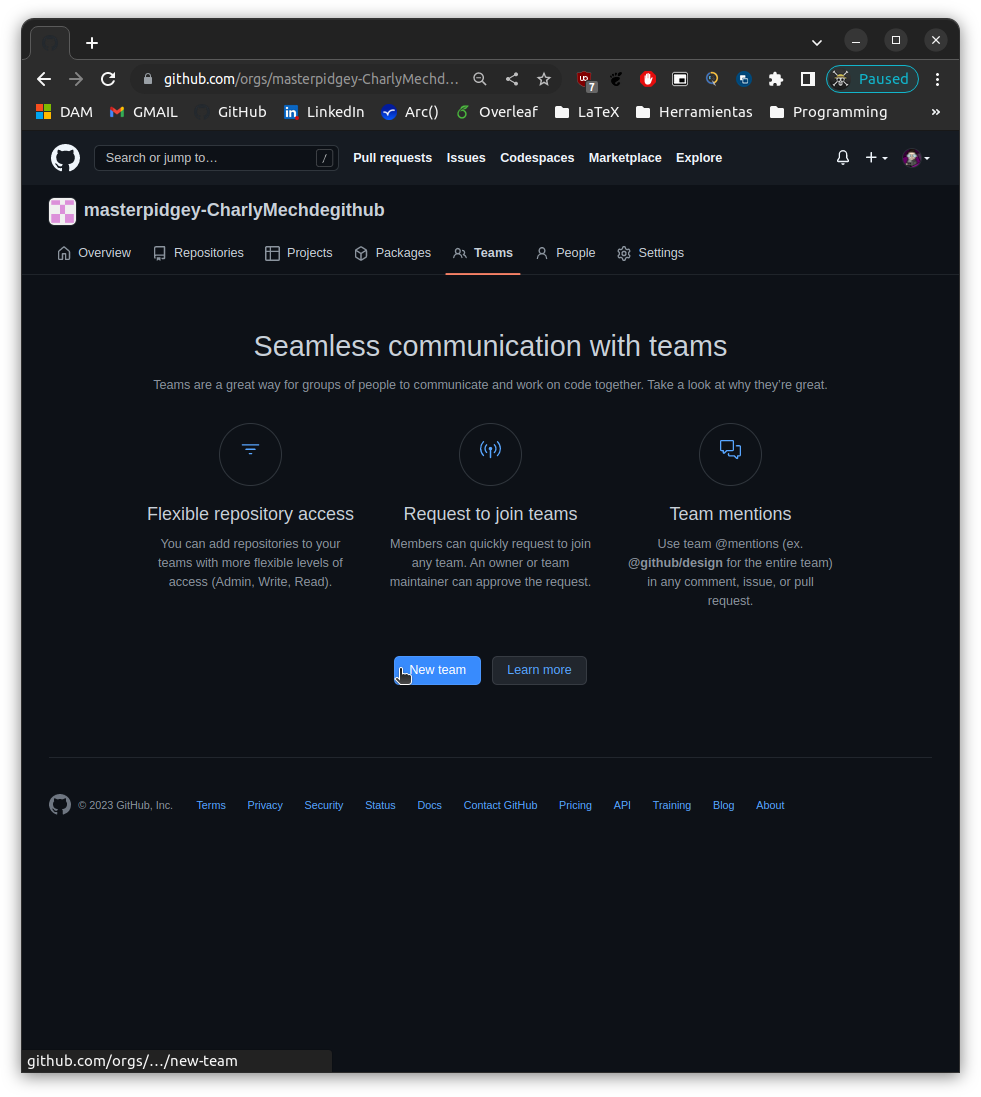 github.com/orgs/masterpidgey-CharlyMechd...
7
Paused
DAM
GMAIL
GitHub
LinkedIn
Arc()
Overleaf
LaTeX
Herramientas
Programming
»
Search or jump to...
/
Pull requests
Issues
Codespaces
Marketplace
Explore
masterpidgey-CharlyMechdegithub
Overview
Repositories
Projects
Packages
Teams
People
Settings
Seamless communication with teams
Teams are a great way for groups of people to communicate and work on code together. Take a look at why they’re great.
Flexible repository access
You can add repositories to your
teams with more flexible levels of
access (Admin, Write, Read).
Request to join teams
Members can quickly request to join
any team. An owner or team
maintainer can approve the request.
Team mentions
Use team @mentions (ex.
@github/design for the entire team)
in any comment, issue, or pull
request.
New team
Learn more
© 2023 GitHub, Inc.
Terms
Privacy
Security
Status
Docs
Contact GitHub
Pricing
API
Training
Blog
About
github.com/orgs/.../new-team